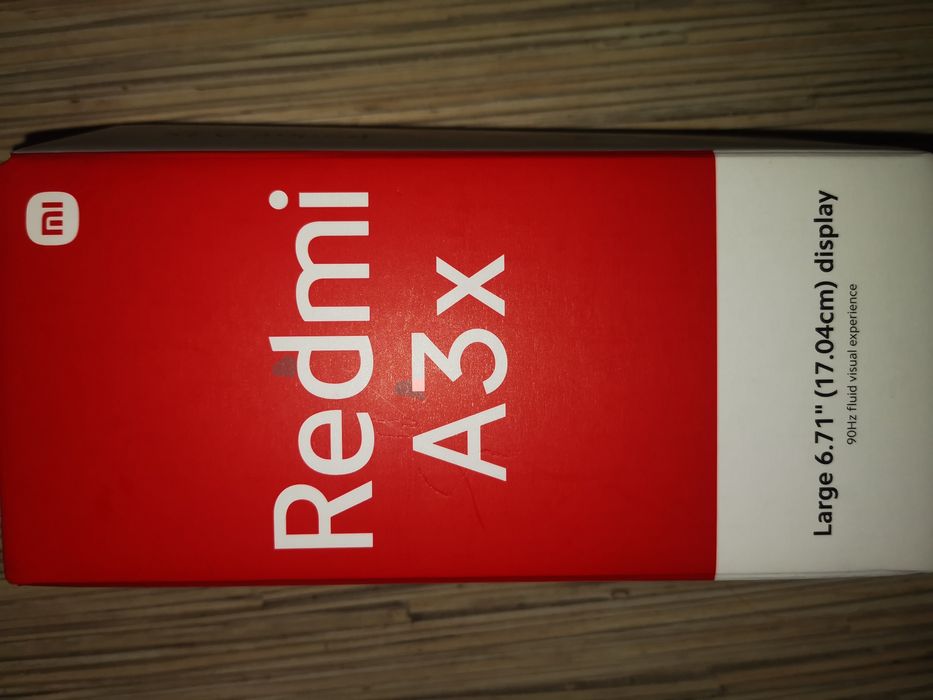 mi
Redmi
A3x
Large 6.71" (17.04cm) display
90Hz fluid visual experience